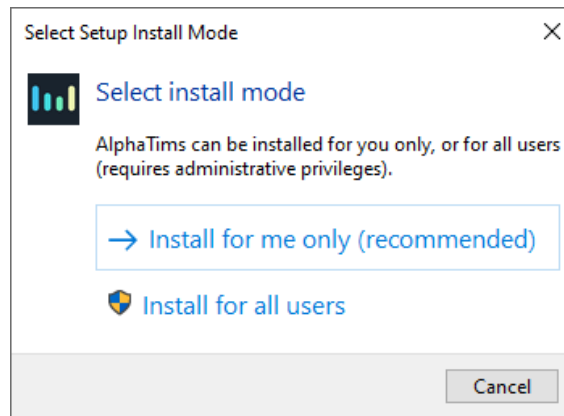 Select Setup Install Mode
Select install mode
AlphaTims can be installed for you only, or for all users
(requires administrative privileges).
Install for me only (recommended)
Install for all users
Cancel